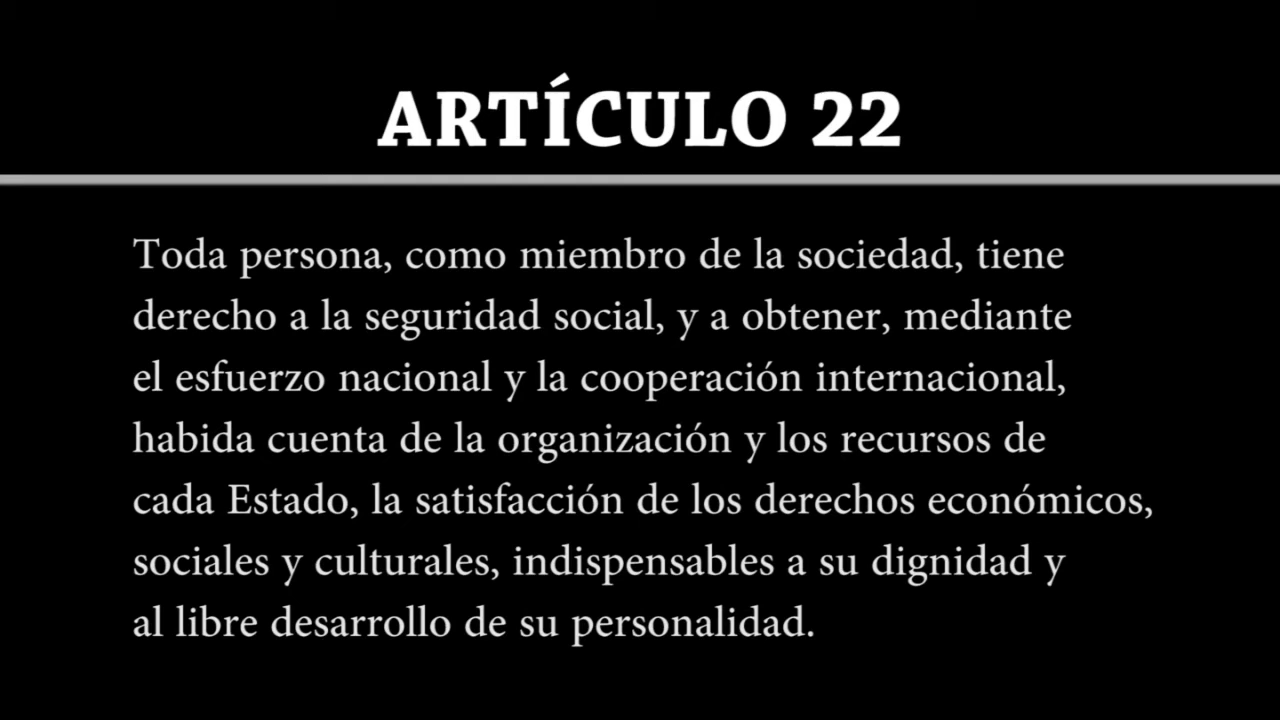 ARTÍCULO 22
Toda persona, como miembro de la sociedad, tiene
derecho a la seguridad social, y a obtener, mediante
el esfuerzo nacional y la cooperación internacional,
habida cuenta de la organización y los recursos de
cada Estado, la satisfacción de los derechos económicos,
sociales y culturales, indispensables a su dignidad y
al libre desarrollo de su personalidad.